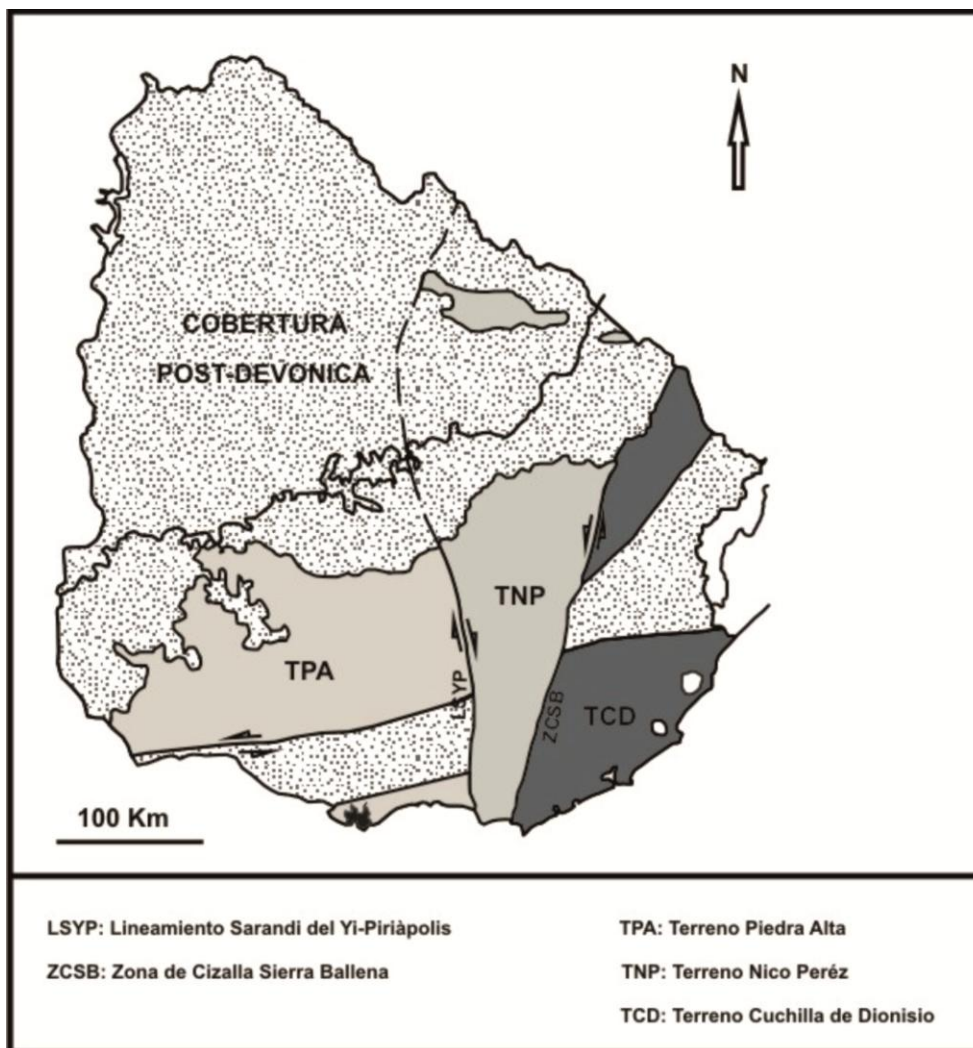 N
COBERTURA
POST-DEVONICA
TNP
TPA
LSYP
ZCSB
TCD
100 Km
LSYP: Lineamiento Sarandi del Yi-Piriàpolis
ZCSB: Zona de Cizalla Sierra Ballena
TPA: Terreno Piedra Alta
TNP: Terreno Nico Peréz
TCD: Terreno Cuchilla de Dionisio